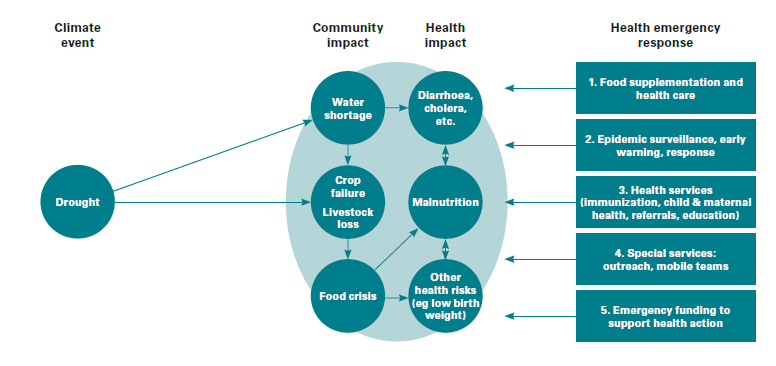 Climate
event
Community
impact
Health
impact
Health emergency
response
Drought
Water
shortage
Crop
failure
Livestock
loss
Food crisis
Diarrhoea,
cholera,
etc.
Malnutrition
Other
health risks
(eg low birth
weight)
1. Food supplementation and
health care
2. Epidemic surveillance, early
warning, response
3. Health services
(immunization, child & maternal
health, referrals, education)
4. Special services:
outreach, mobile teams
5. Emergency funding to
support health action